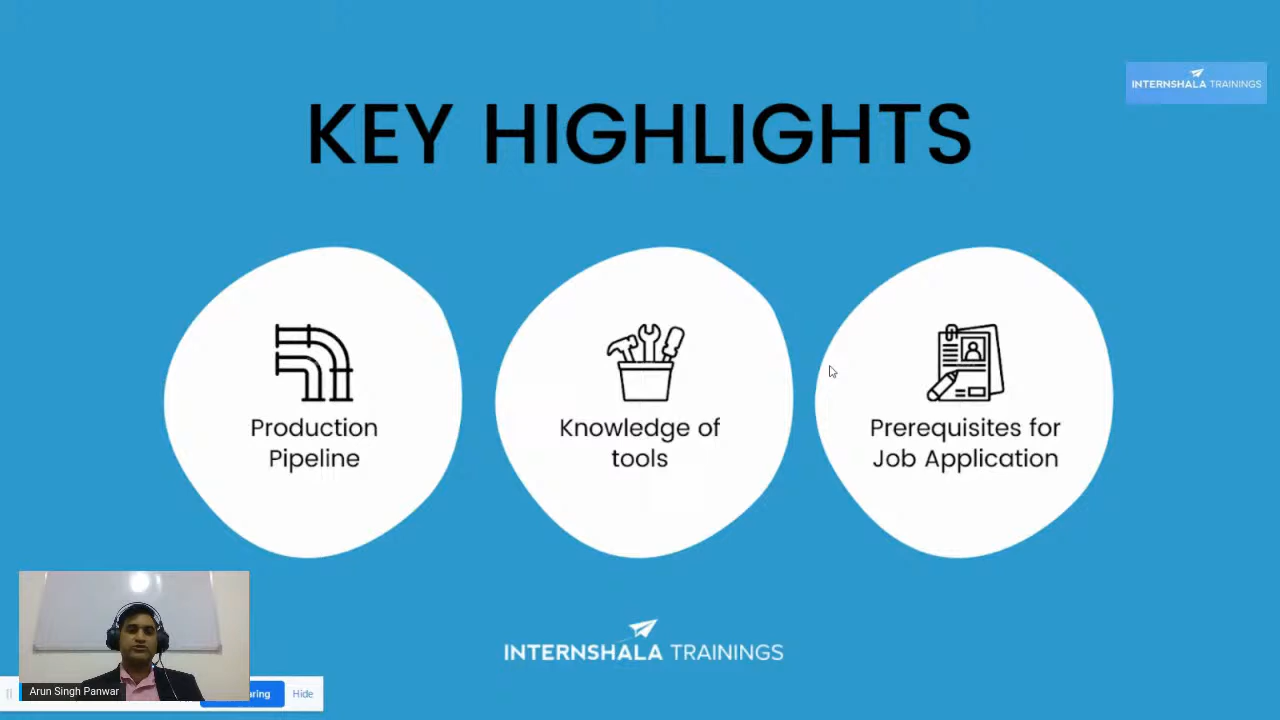 INTERNSHALA TRAININGS
KEY HIGHLIGHTS
Production
Pipeline
Knowledge of
tools
Prerequisites for
Job Application
INTERNSHALA TRAININGS
Arun Singh Panwar
Hide